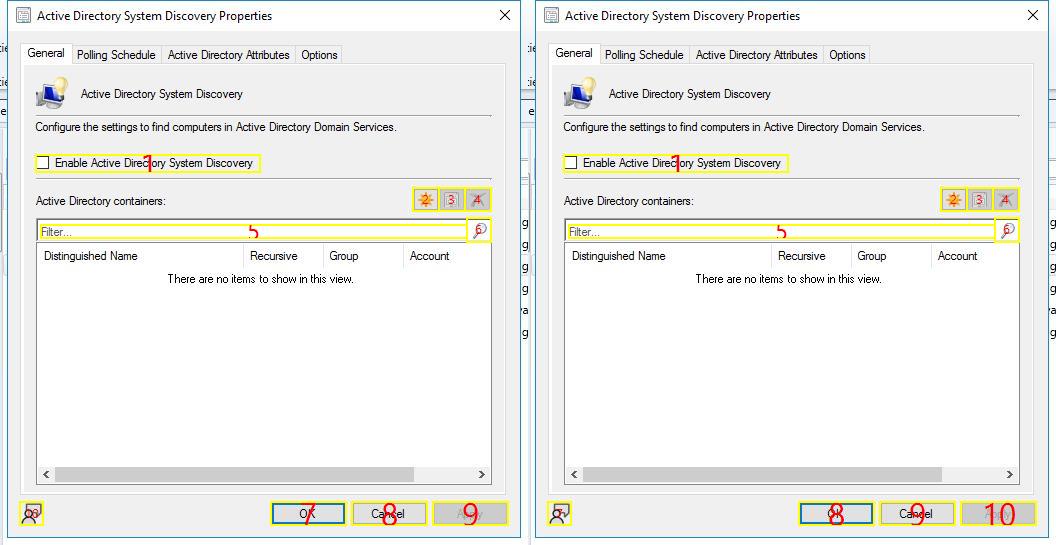 Active Directory System Discovery Properties
General Polling Schedule Active Directory Attributes Options
Active Directory System Discovery
Configure the settings to find computers in Active Directory Domain Services.
Enable Active Directory System Discovery
1
Active Directory containers:
2 3 4
Filter...
5
6
Distinguished Name Recursive Group Account
There are no items to show in this view.
OK Cancel
7 8 9
Active Directory System Discovery Properties
General Polling Schedule Active Directory Attributes Options
Active Directory System Discovery
Configure the settings to find computers in Active Directory Domain Services.
Enable Active Directory System Discovery
1
Active Directory containers:
2 3 4
Filter...
5
6
Distinguished Name Recursive Group Account
There are no items to show in this view.
7
OK Cancel Apply
8 9 10